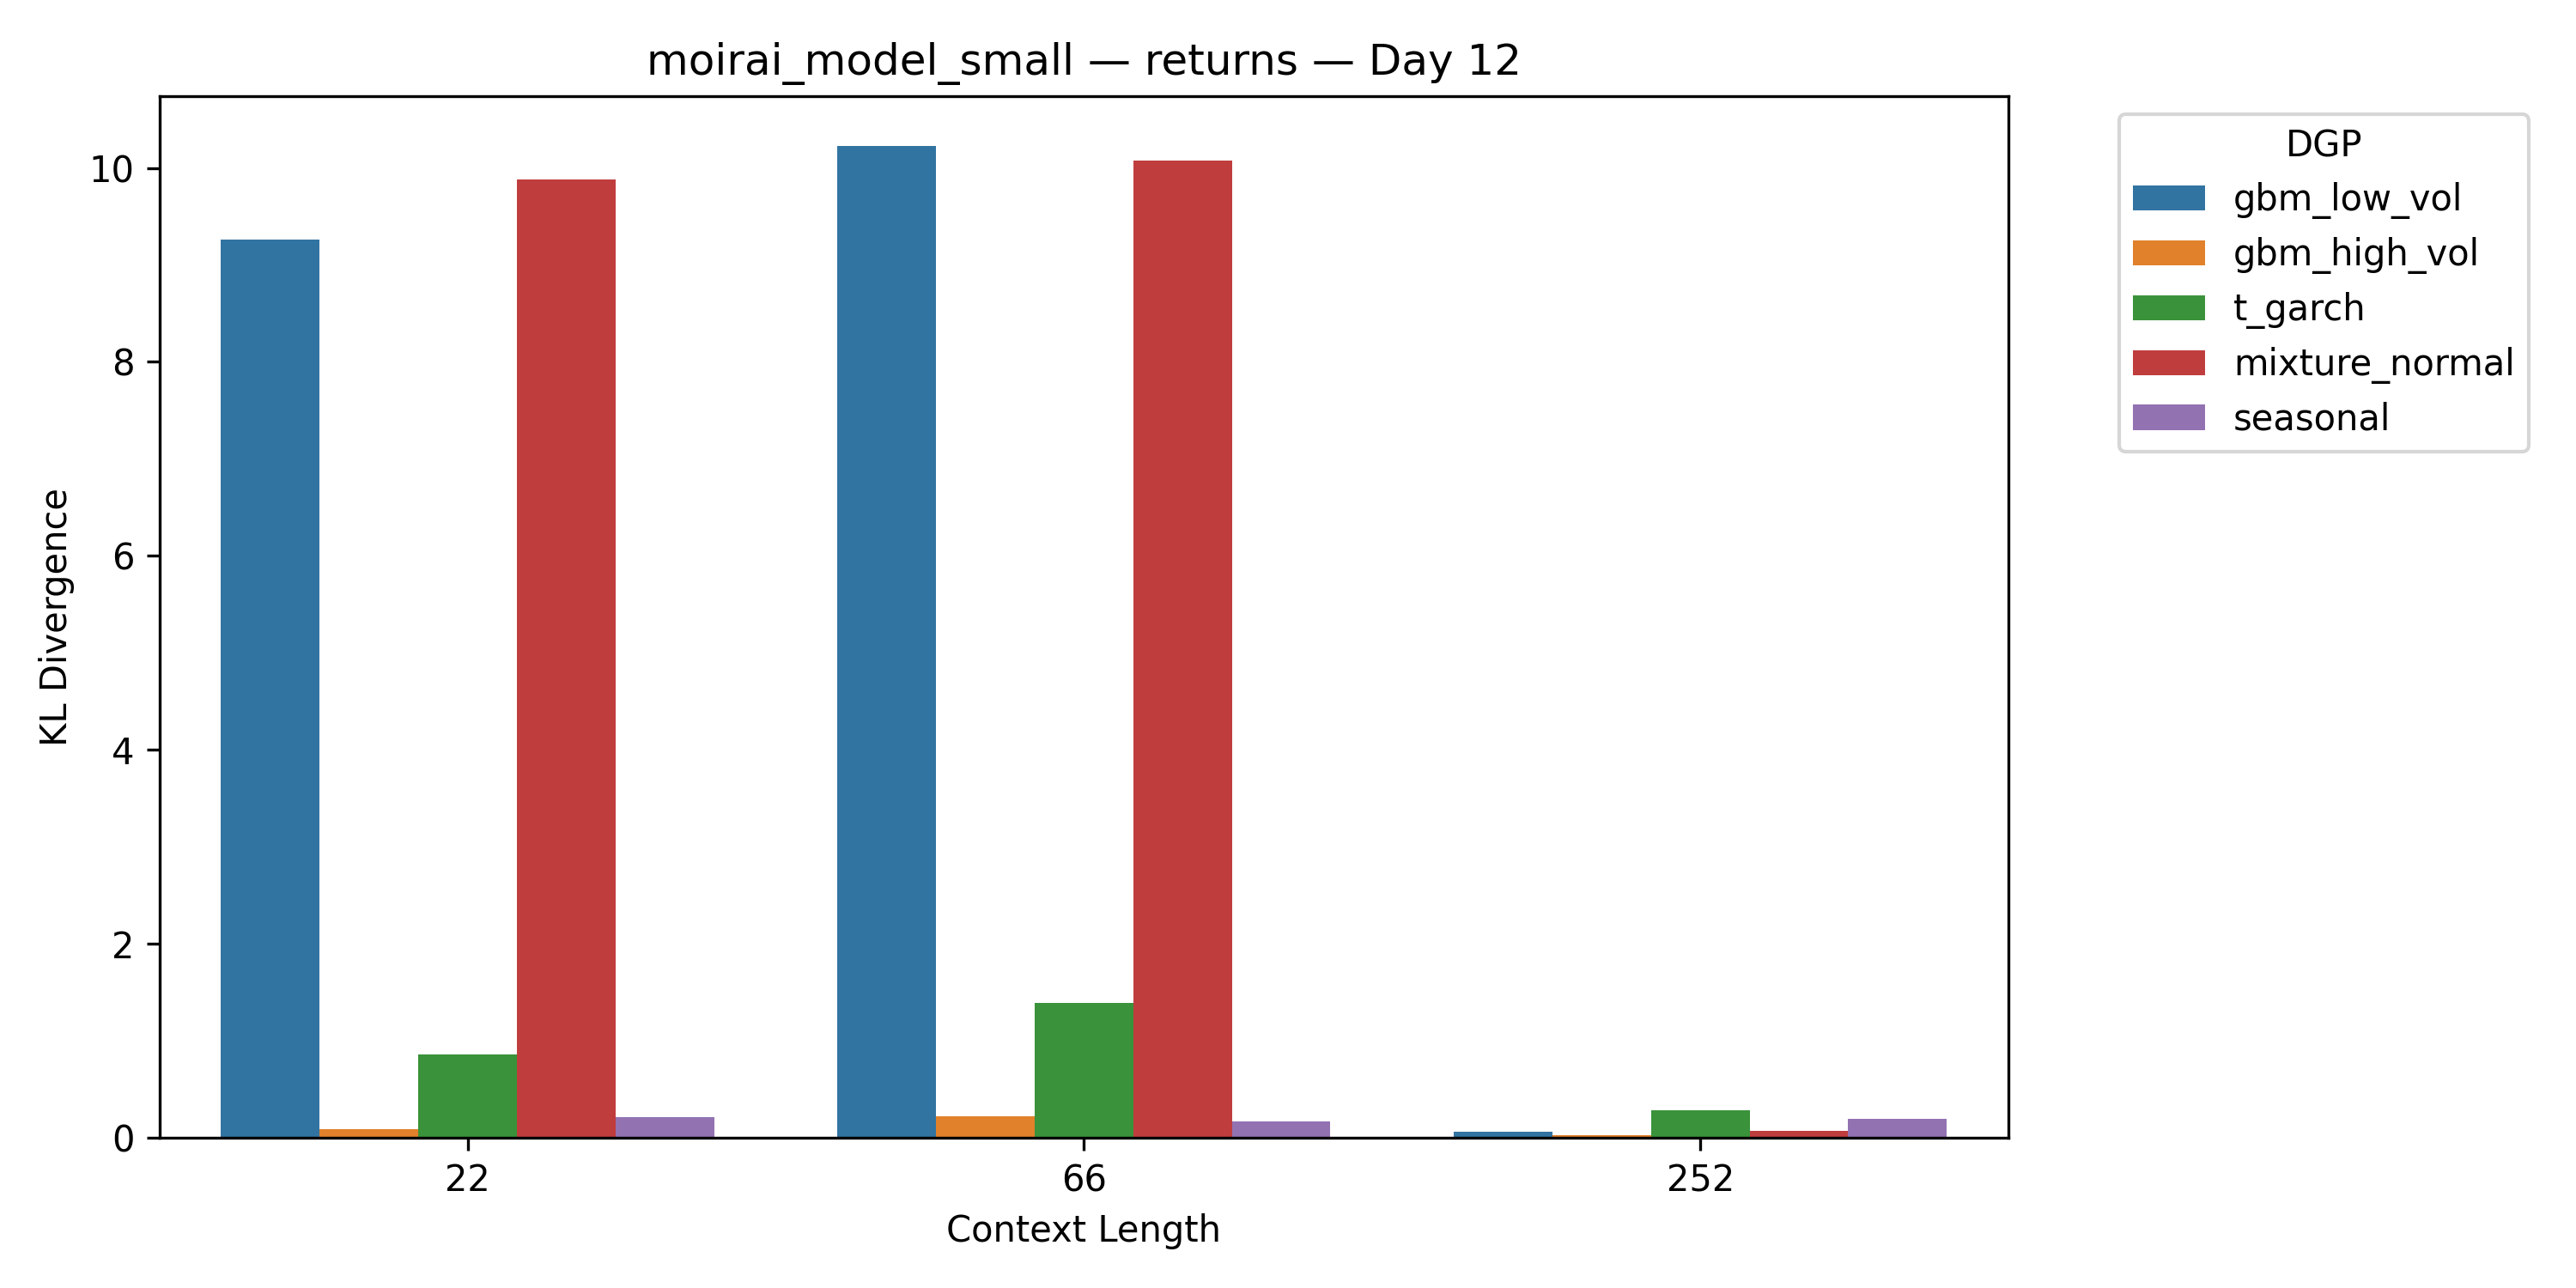 moirai_model_small — returns — Day 12
KL Divergence
10
8
6
4
2
0
22
66
252
Context Length
DGP
gbm_low_vol
gbm_high_vol
t_garch
mixture_normal
seasonal